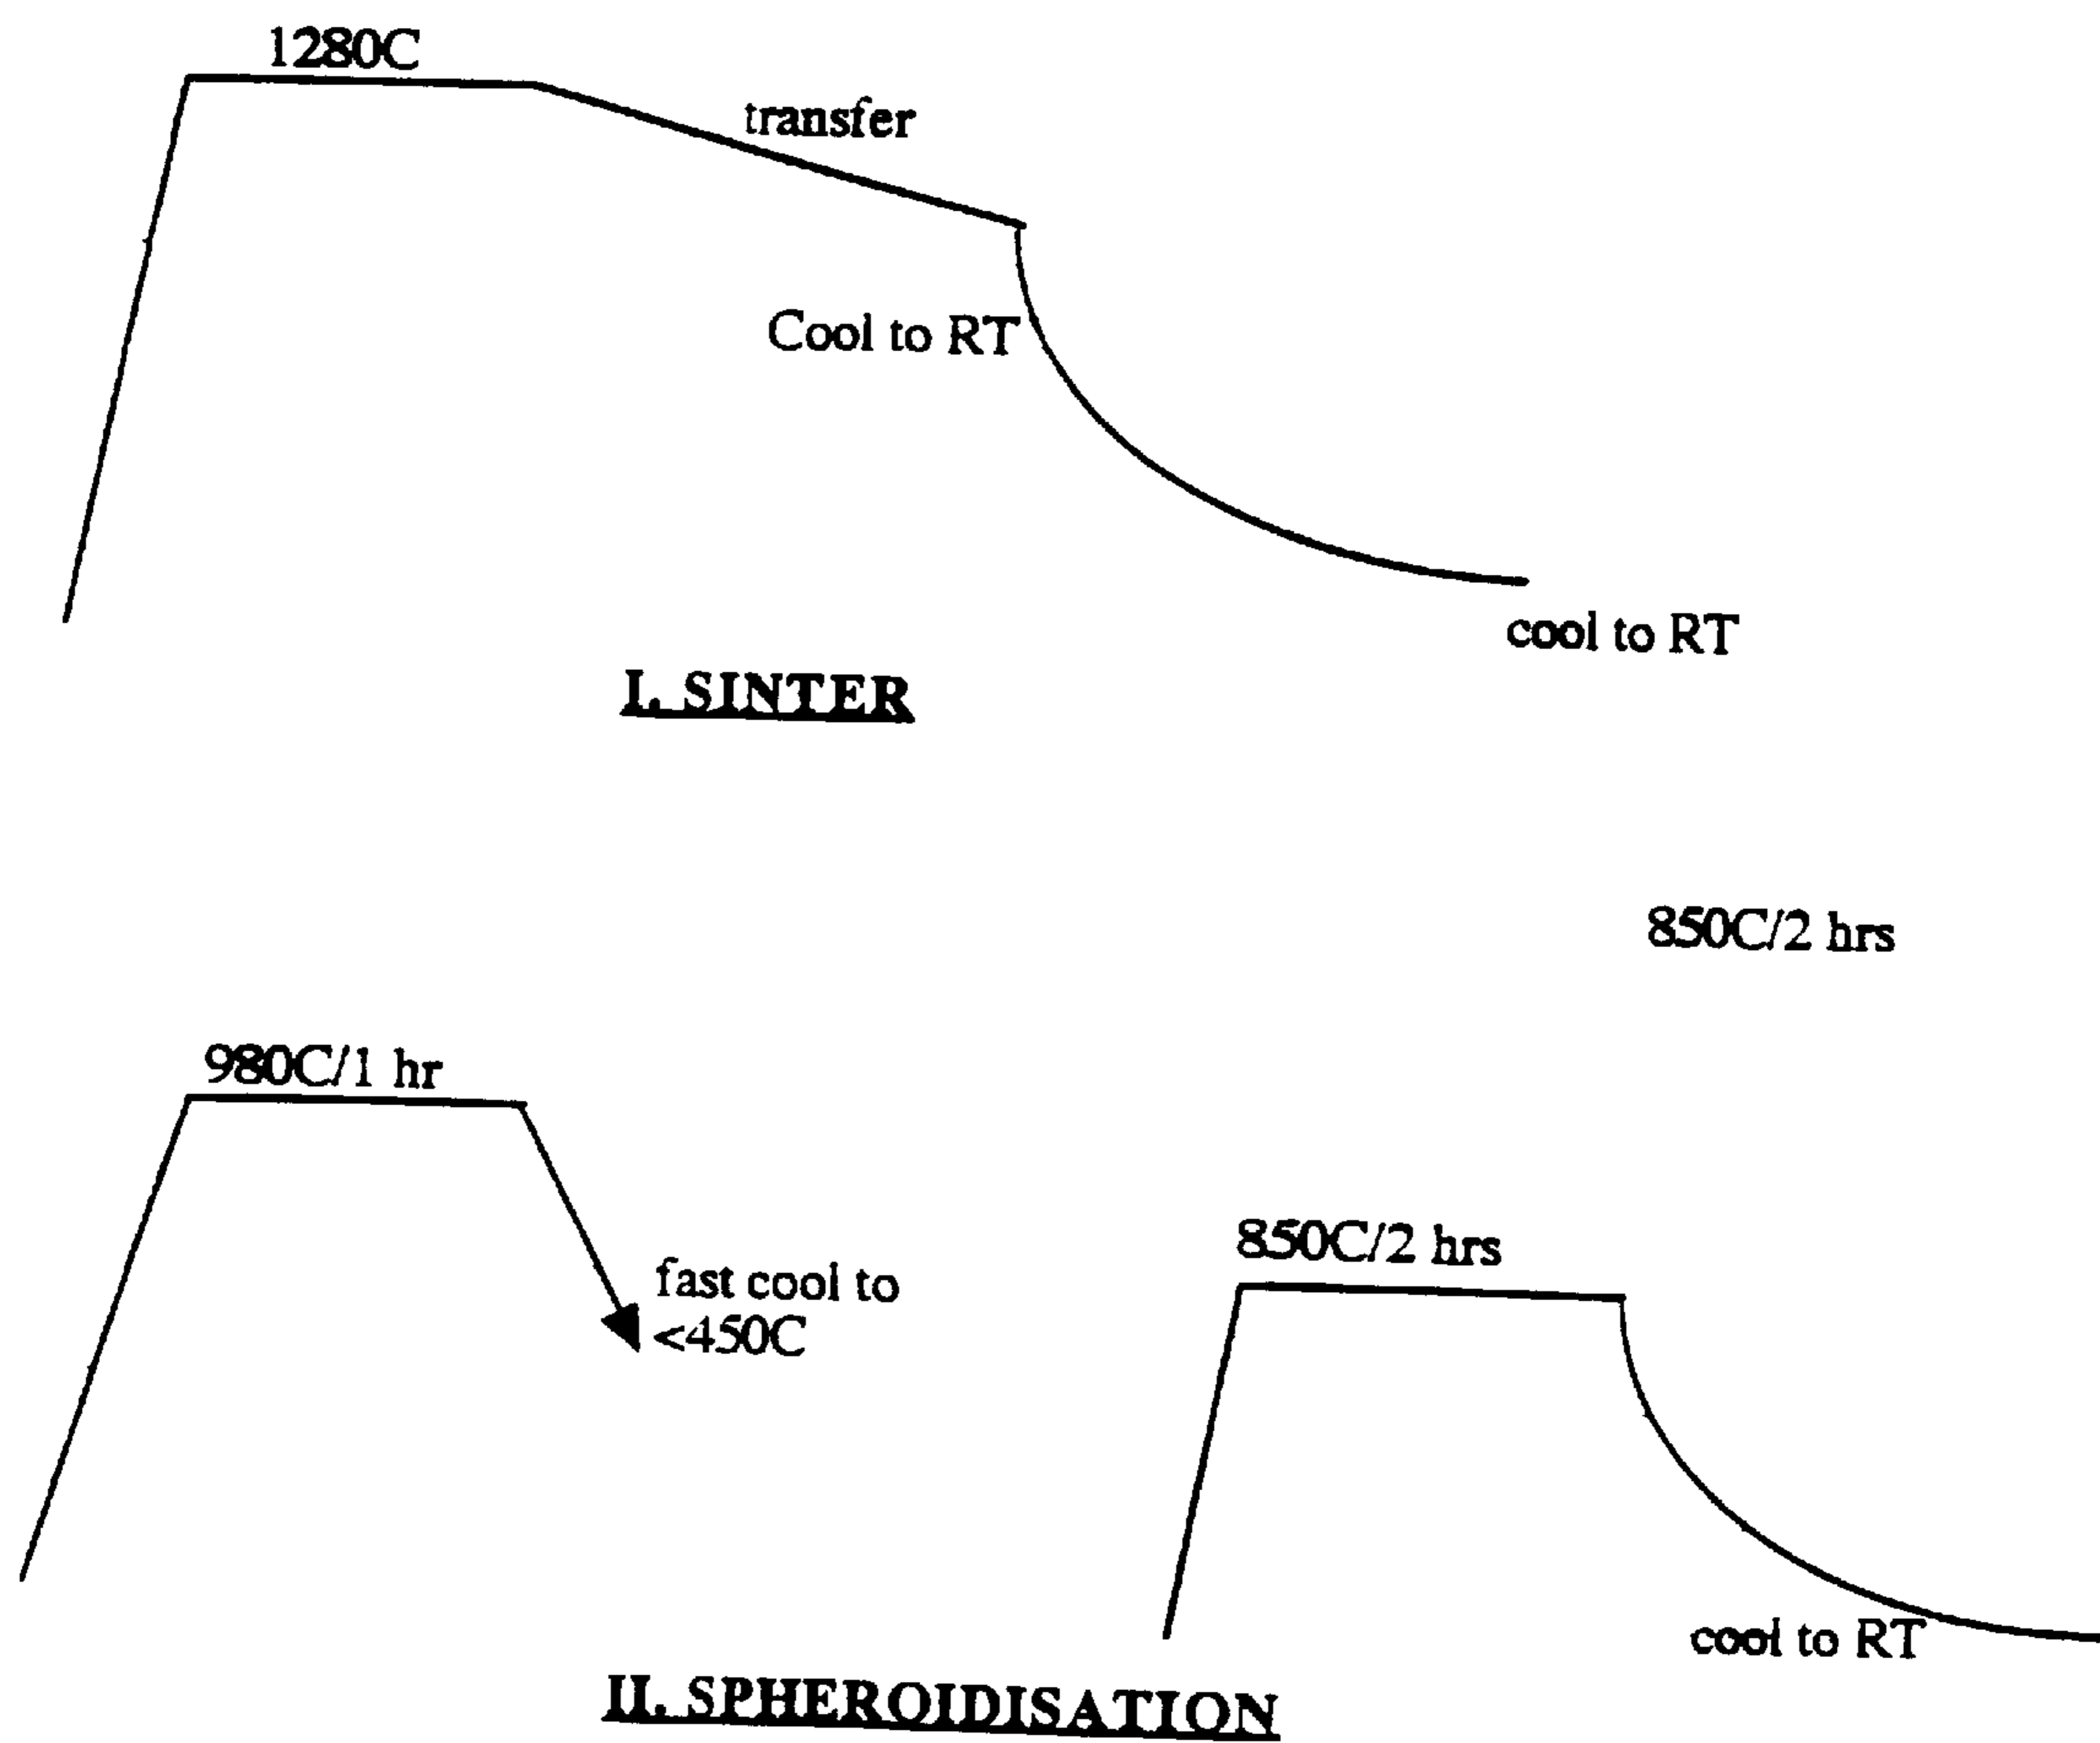 1280C
transfer
Cool to RT
cool to RT
I. SINTER
850C/2 hrs
980C/1 hr
850C/2 hrs
fast cool to
<450C
cool to RT
II. SPHEROIDISATION